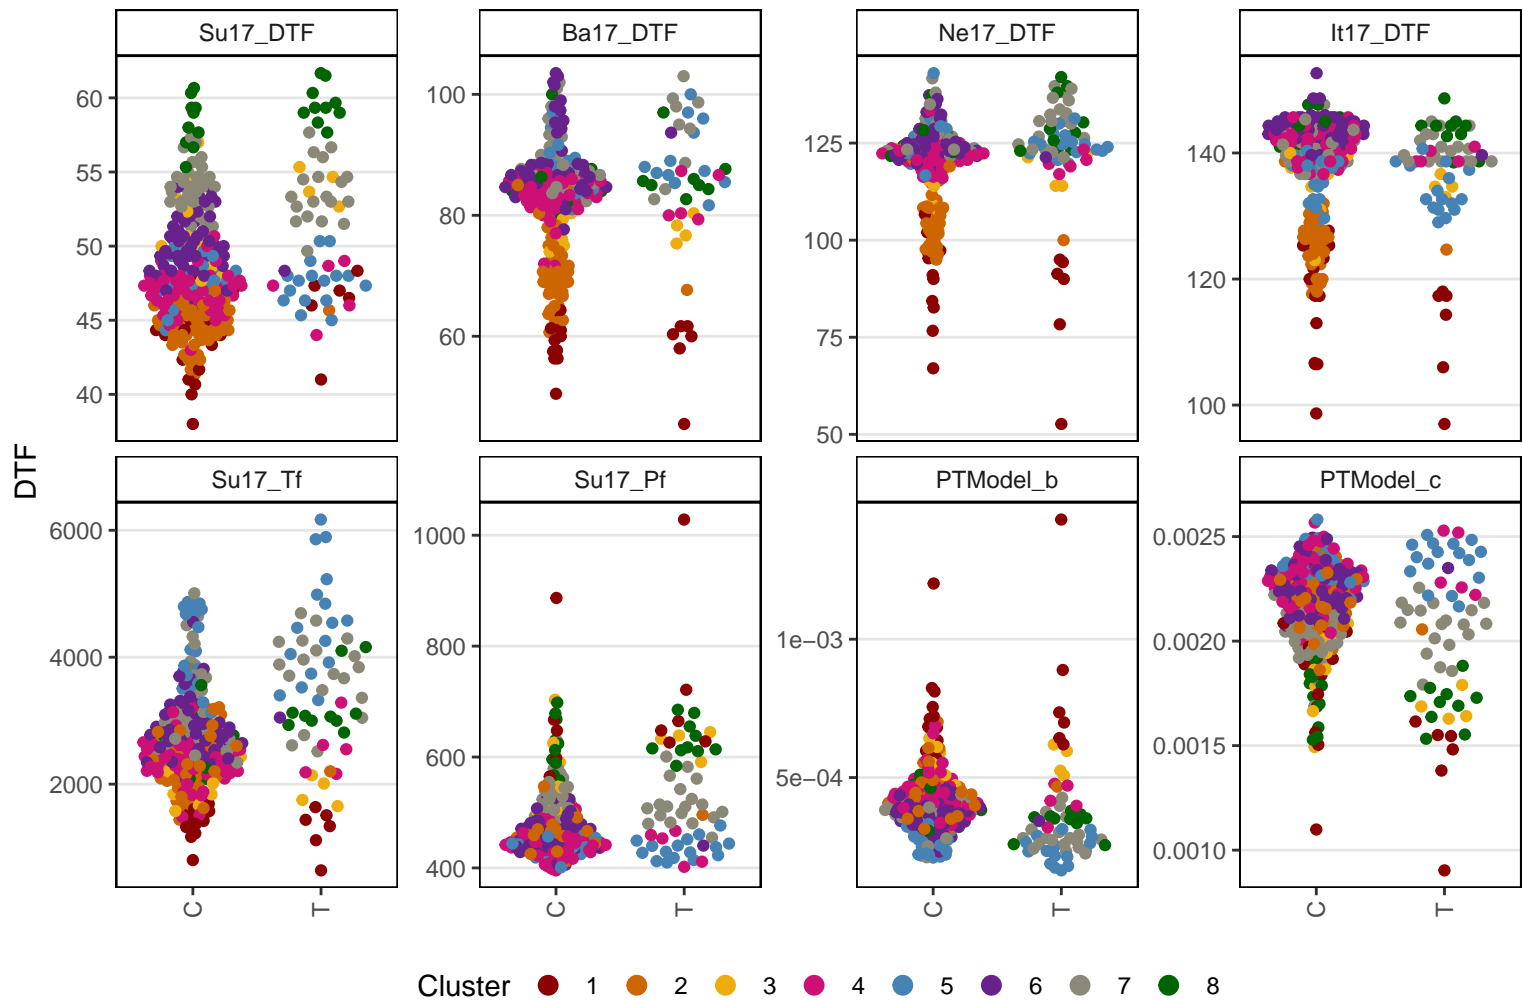 Su17_DTF Ba17_DTF Ne17_DTF It17_DTF
60 100 125 140
55 80 100 120
50 60 75 100
45 50
40
DTF
Su17_Tf Su17_Pf PTModel_b PTModel_c
6000 1000 1e−03 0.0025
4000 800 5e−04 0.0020
2000 600 0.0015
400 0.0010
C T C T C T C T
Cluster 1 2 3 4 5 6 7 8